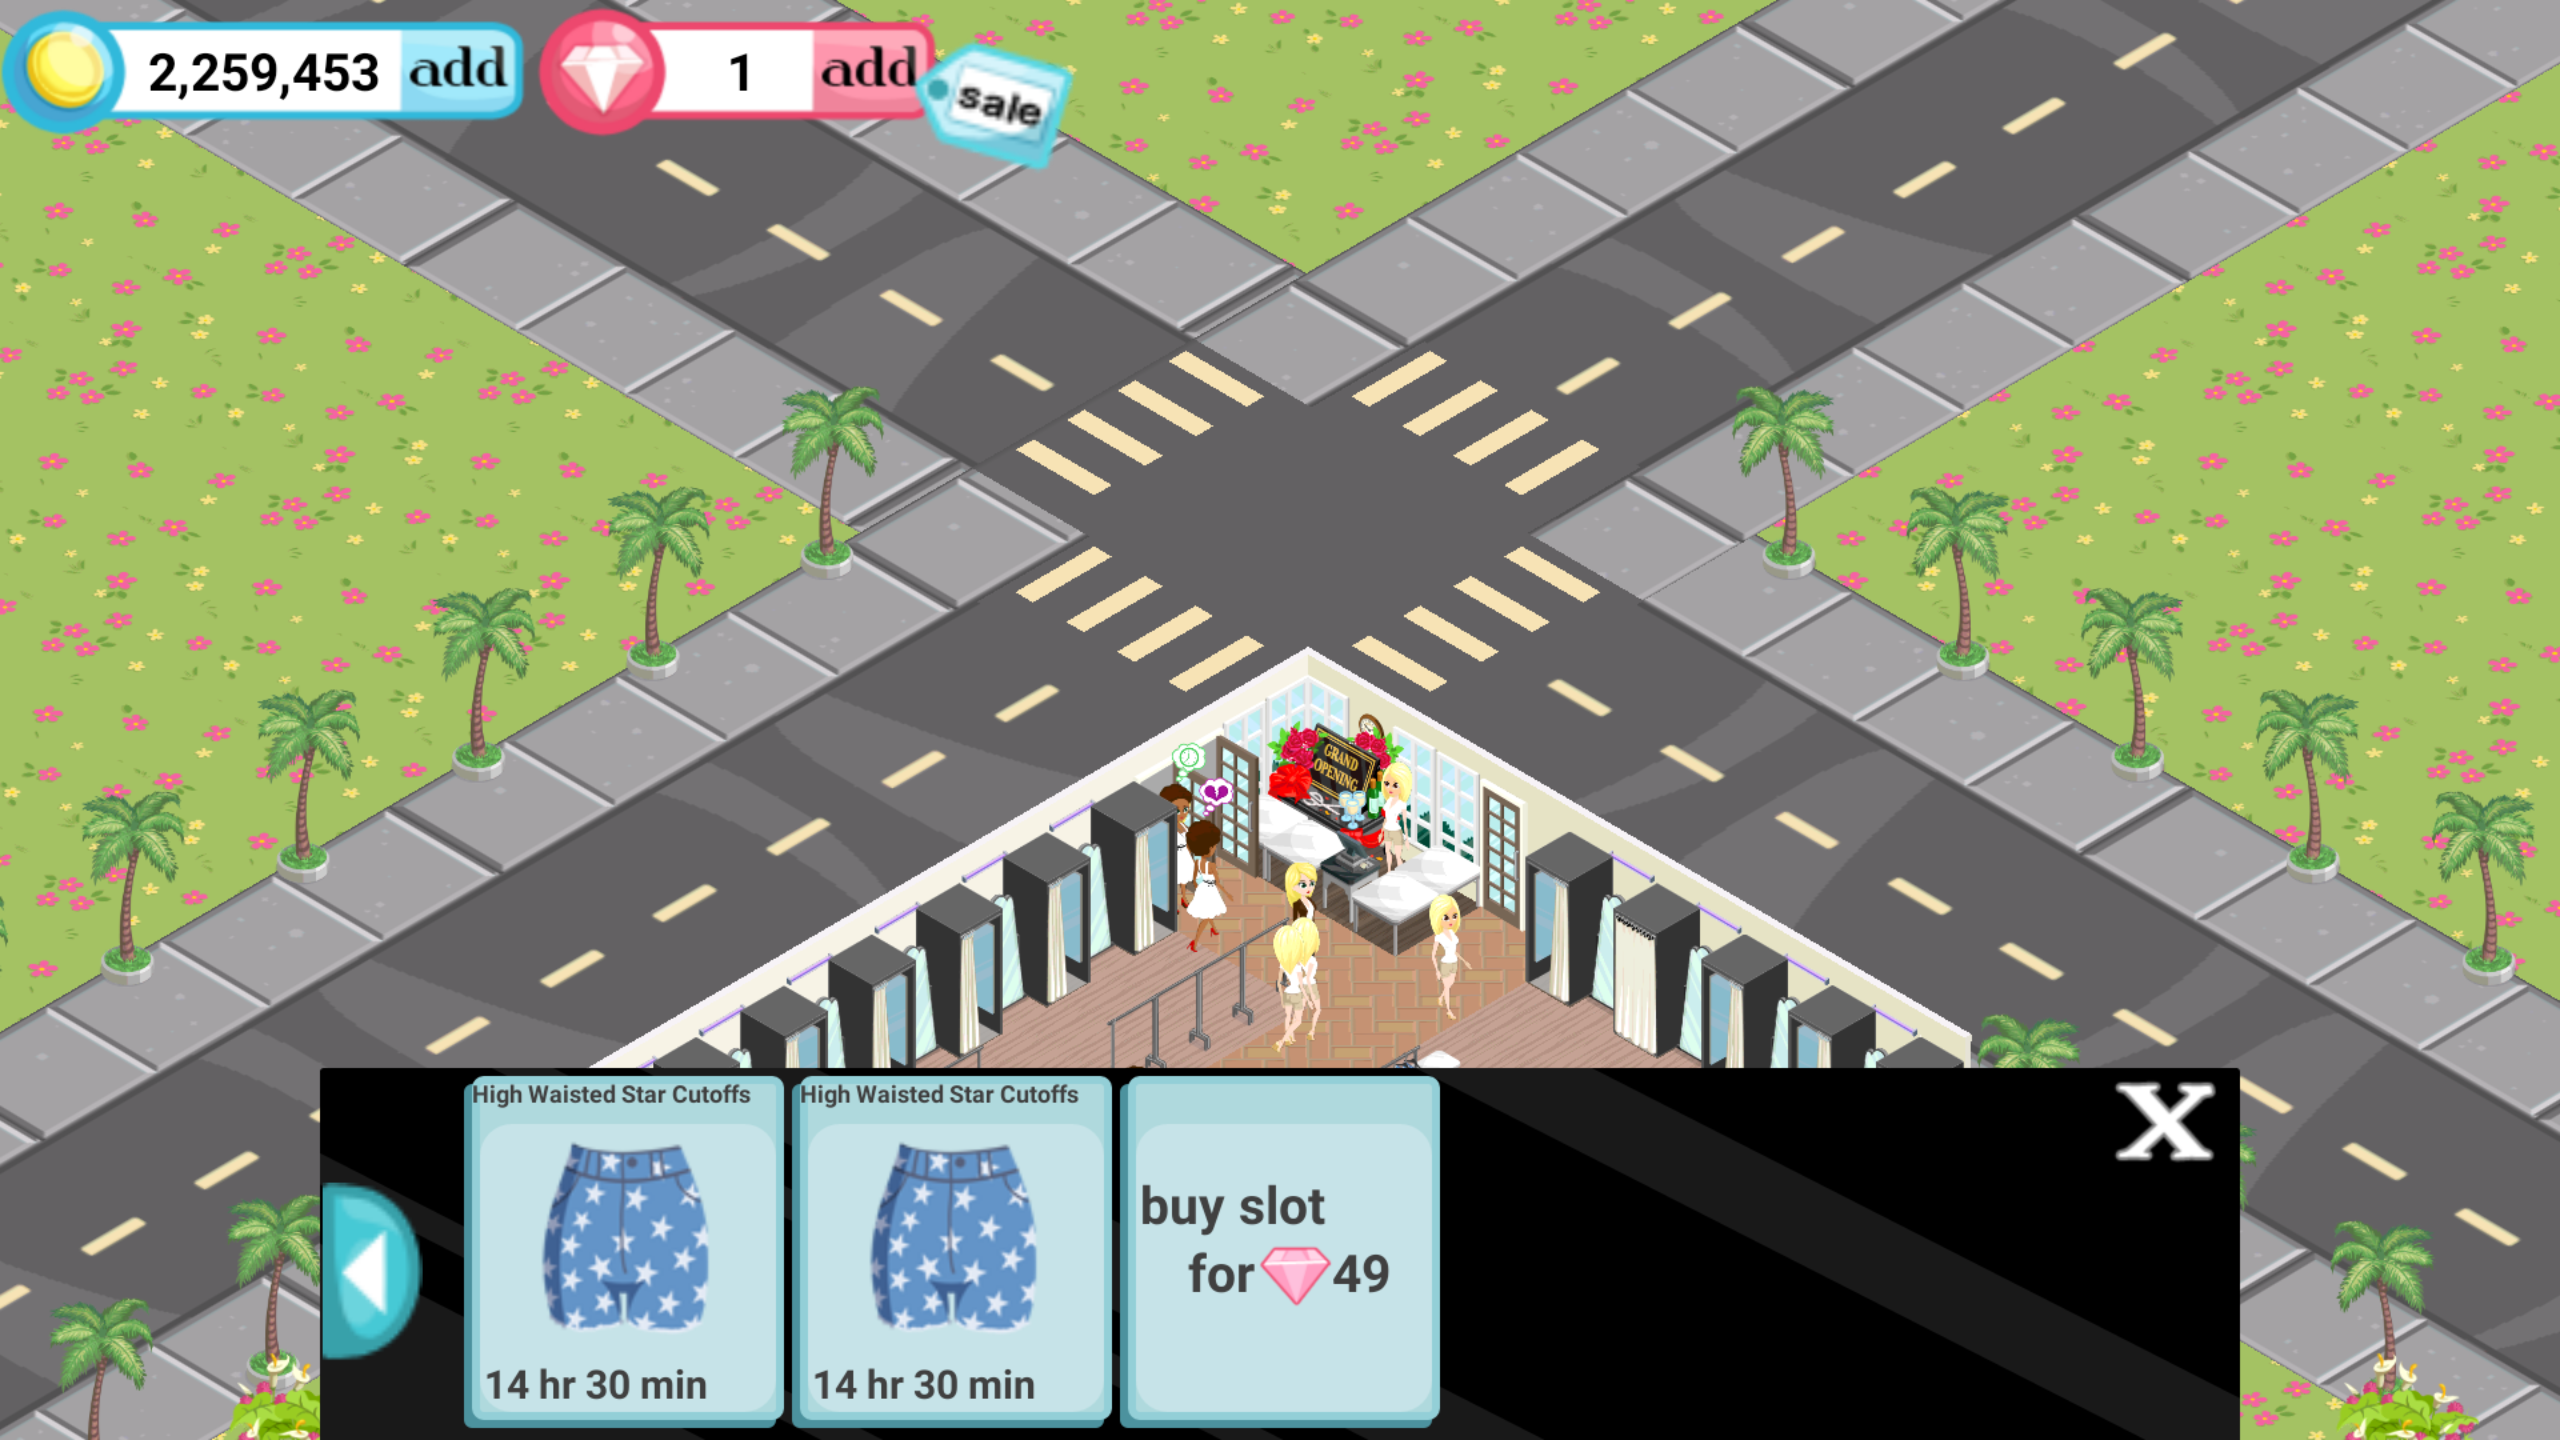 2,259,453 add
1 add
sale
GRAND
OPENING
High Waisted Star Cutoffs
14 hr 30 min
High Waisted Star Cutoffs
14 hr 30 min
buy slot
for 49
X